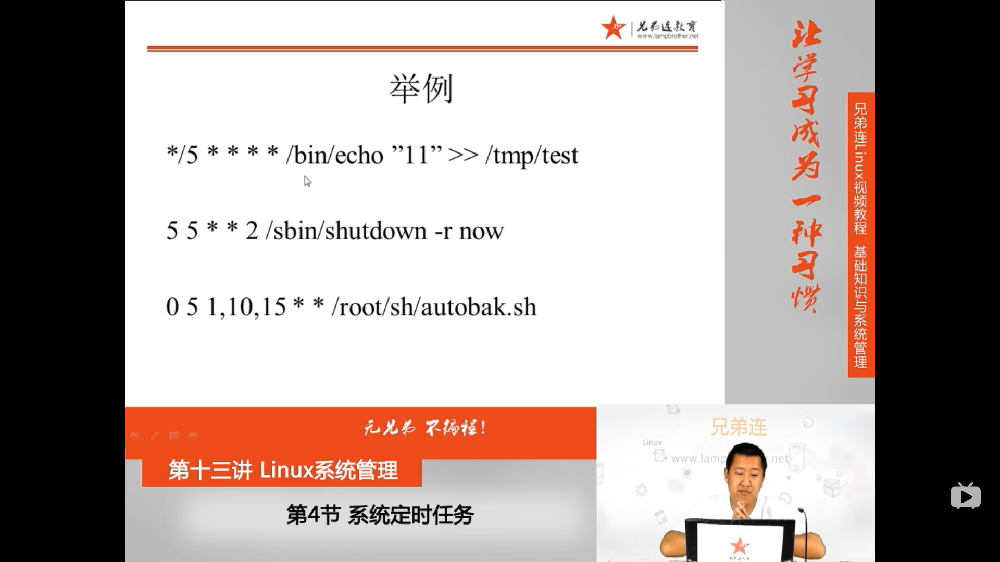 兄弟连教育
www.lampbrother.net
举例
*/5 * * * * /bin/echo ”11” >> /tmp/test
5 5 * * 2 /sbin/shutdown -r now
0 5 1,10,15 * * /root/sh/autobak.sh
让学习成为一种习惯
兄弟连Linux视频教程 基础知识与系统管理
无兄弟 不编程!
第十三讲 Linux系统管理
第4节 系统定时任务
兄弟连
Linux
www.lamp r.net